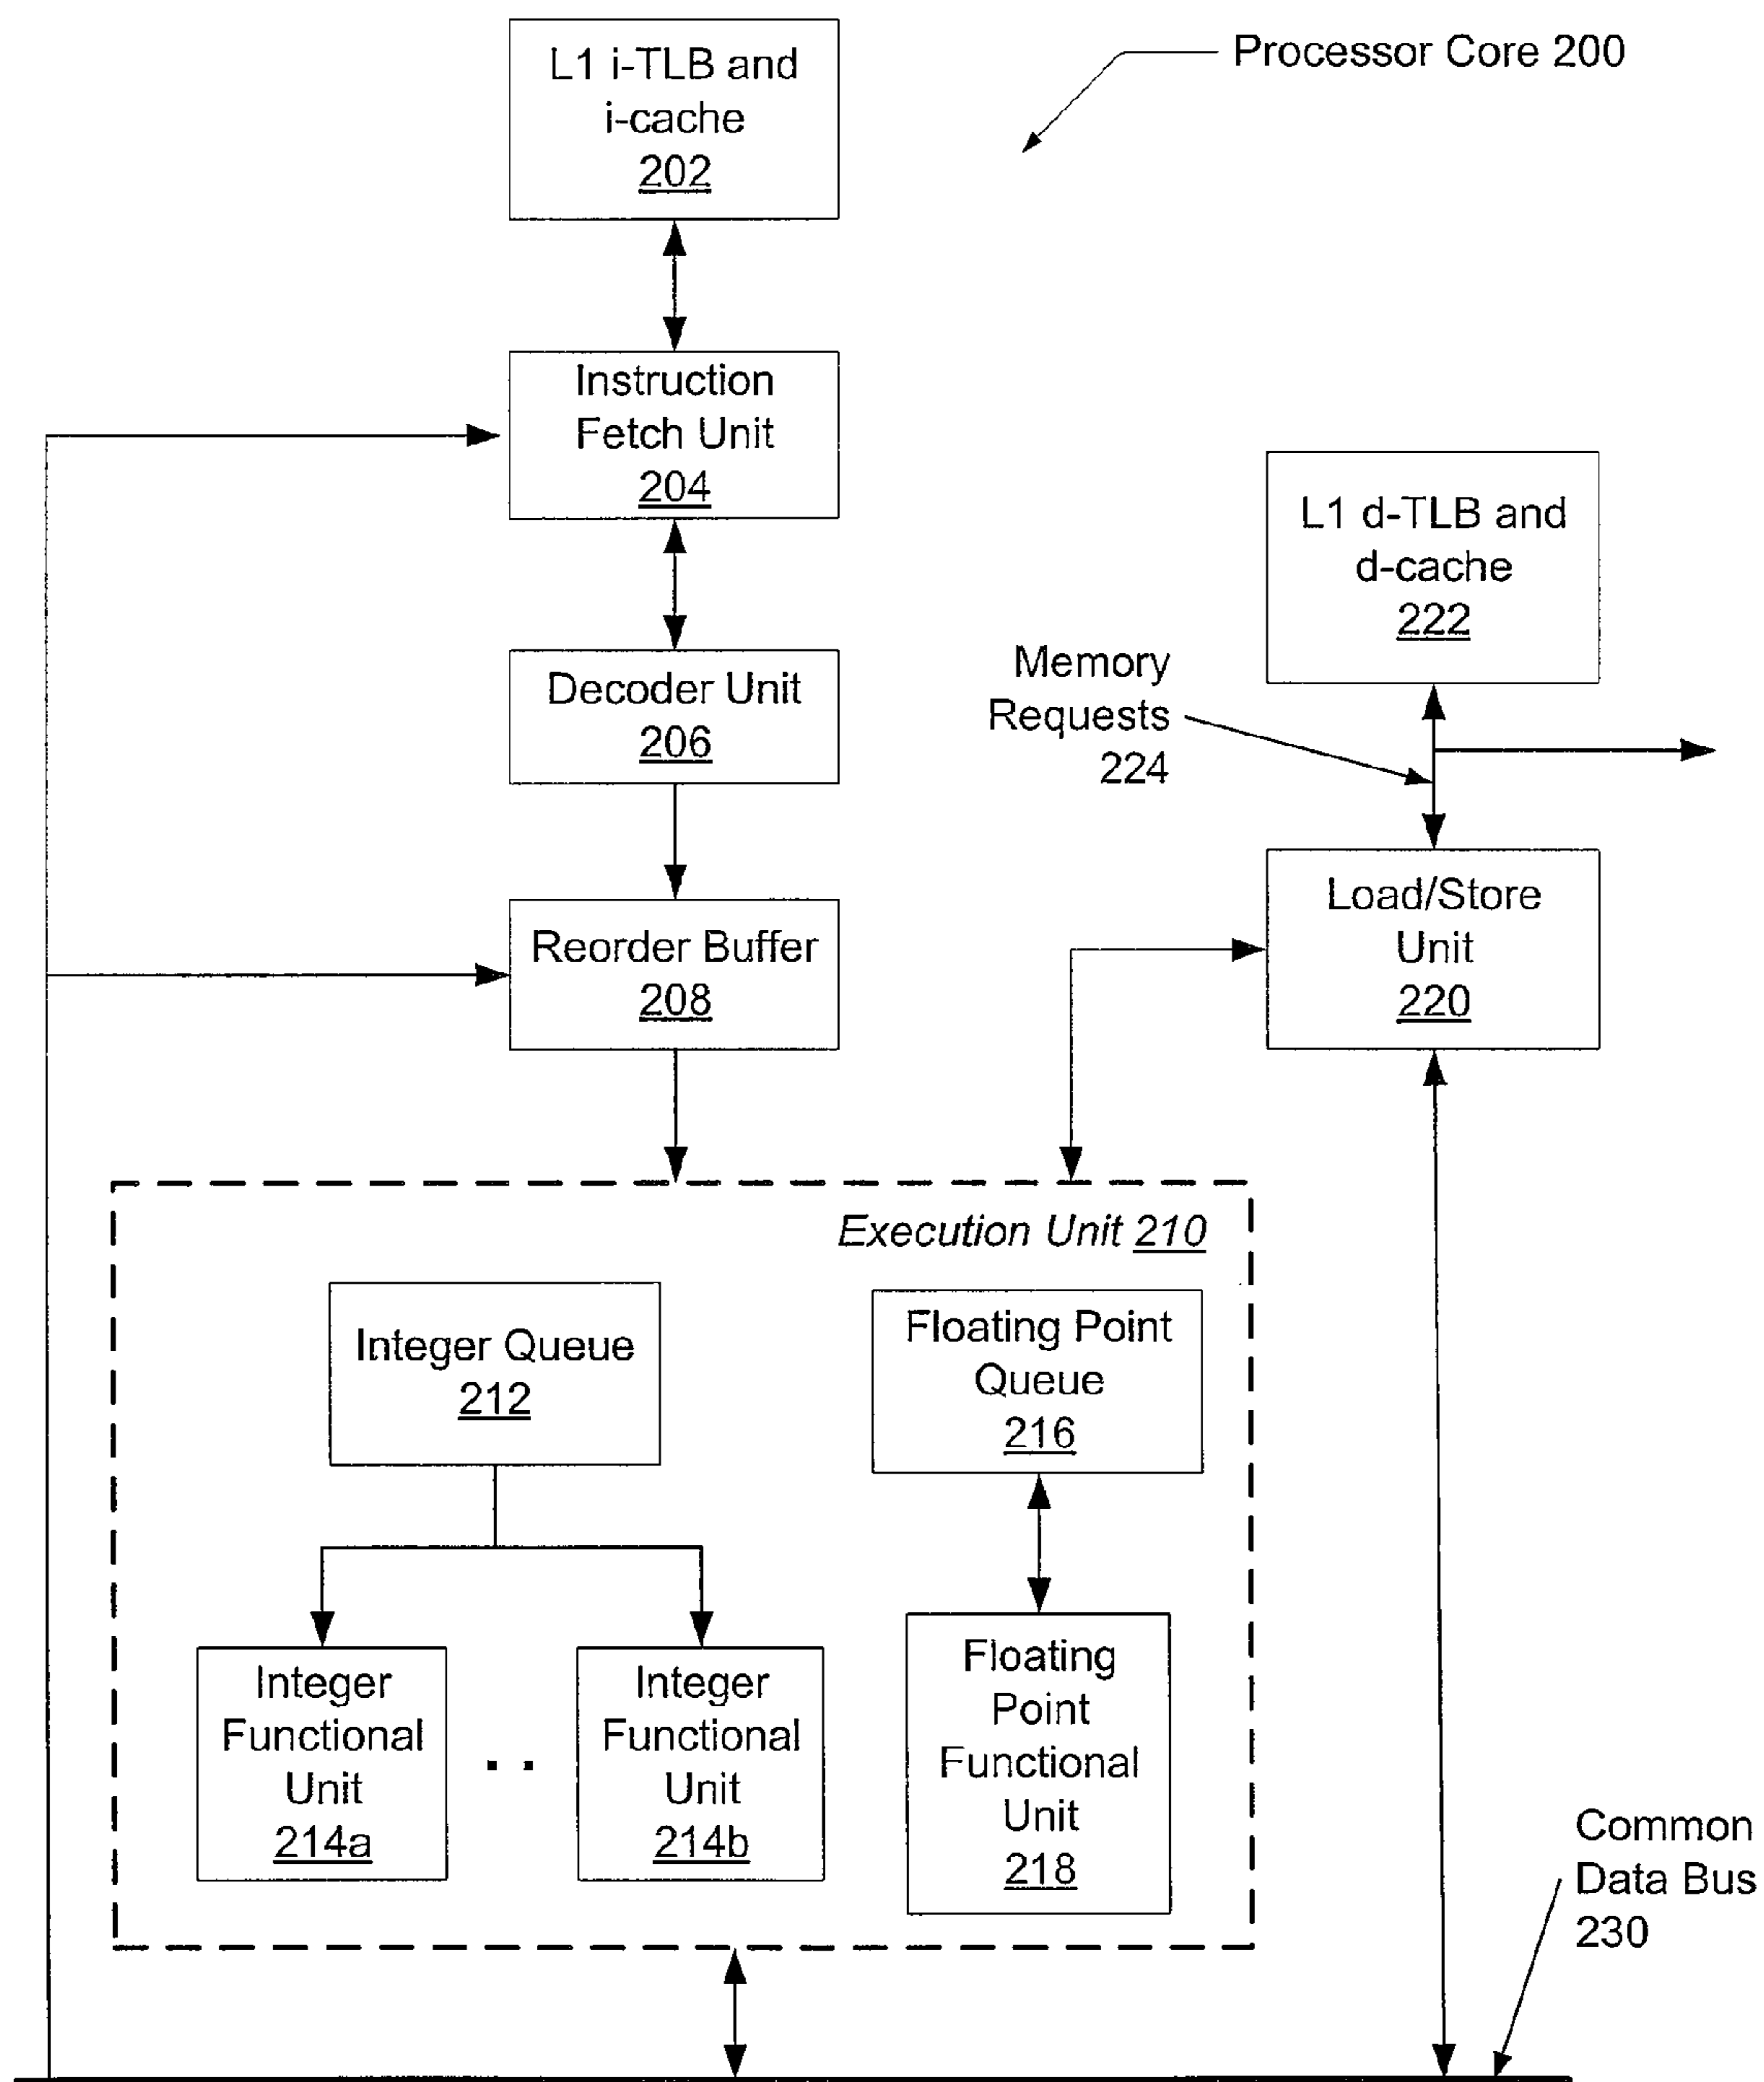 L1 i-TLB and
i-cache
202
Processor Core 200
Instruction
Fetch Unit
204
L1 d-TLB and
d-cache
222
Memory
Requests
224
Decoder Unit
206
Load/Store
Unit
220
Reorder Buffer
208
Execution Unit 210
Integer Queue
212
Floating Point
Queue
216
Integer
Functional
Unit
214a
. .
Integer
Functional
Unit
214b
Floating
Point
Functional
Unit
218
Common
Data Bus
230